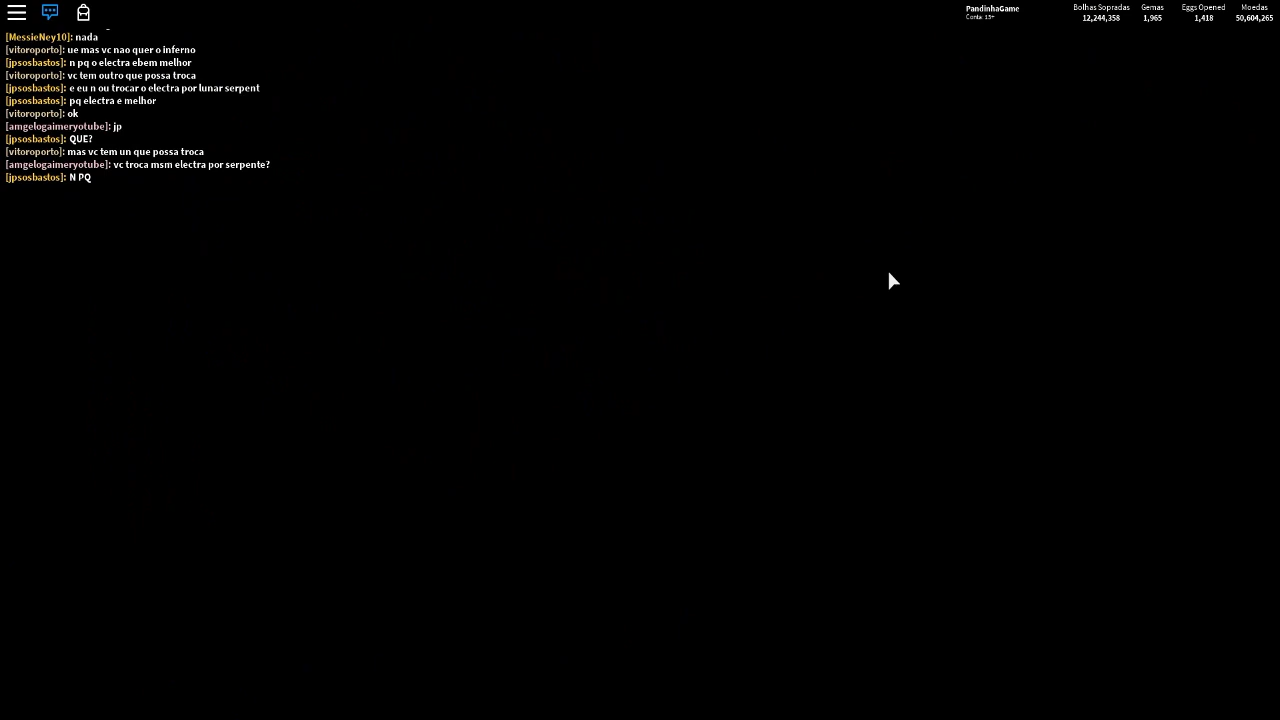 PandinhaGame
Conta: 13+
Bolhas Sopradas
12,244,358
Gemas
1,965
Eggs Opened
1,418
Moedas
50,604,265
[MessieNey10]: nada
[vitoroporto]: ue mas vc nao quer o inferno
[jpsosbastos]: n pq o electra ebem melhor
[vitoroporto]: vc tem outro que possa troca
[jpsosbastos]: e eu n ou trocar o electra por lunar serpent
[jpsosbastos]: pq electra e melhor
[vitoroporto]: ok
[amgelogaimeryotube]: jp
[jpsosbastos]: QUE?
[vitoroporto]: mas vc tem un que possa troca
[amgelogaimeryotube]: vc troca msm electra por serpente?
[jpsosbastos]: N PQ